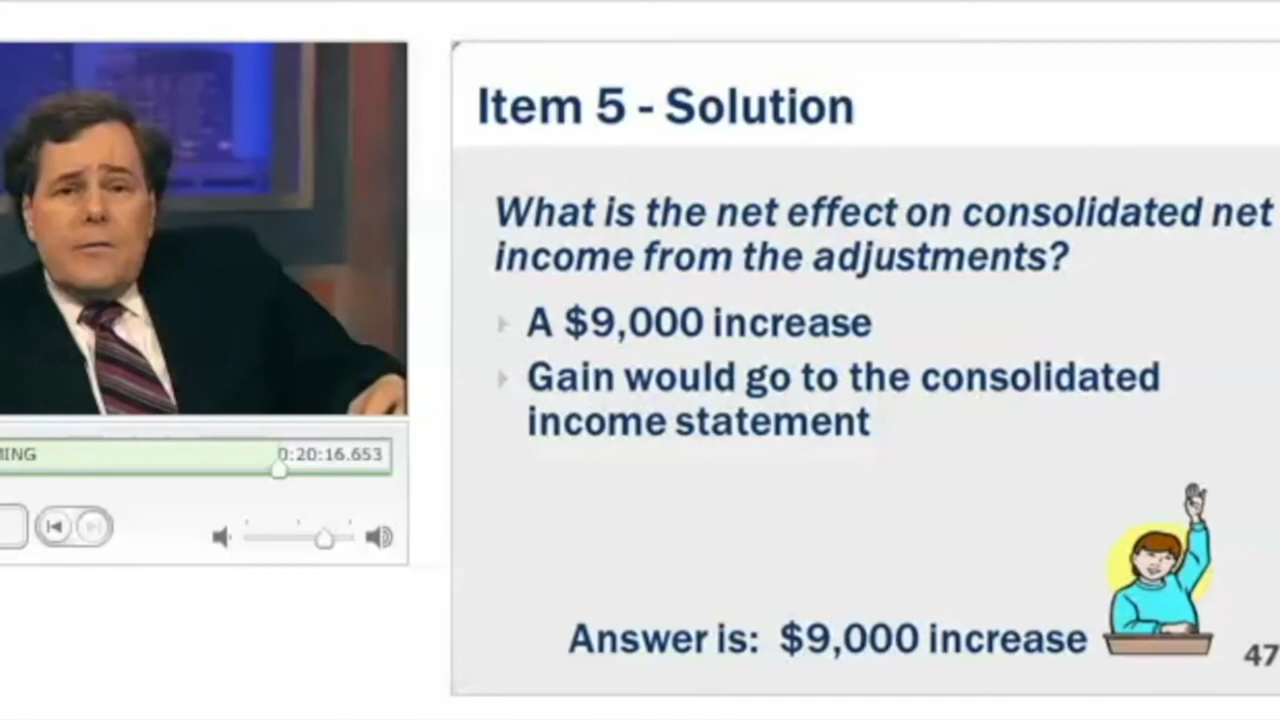 Item 5 - Solution
What is the net effect on consolidated net
income from the adjustments?
A $9,000 increase
Gain would go to the consolidated
income statement
0:20:16.653
Answer is: $9,000 increase
47